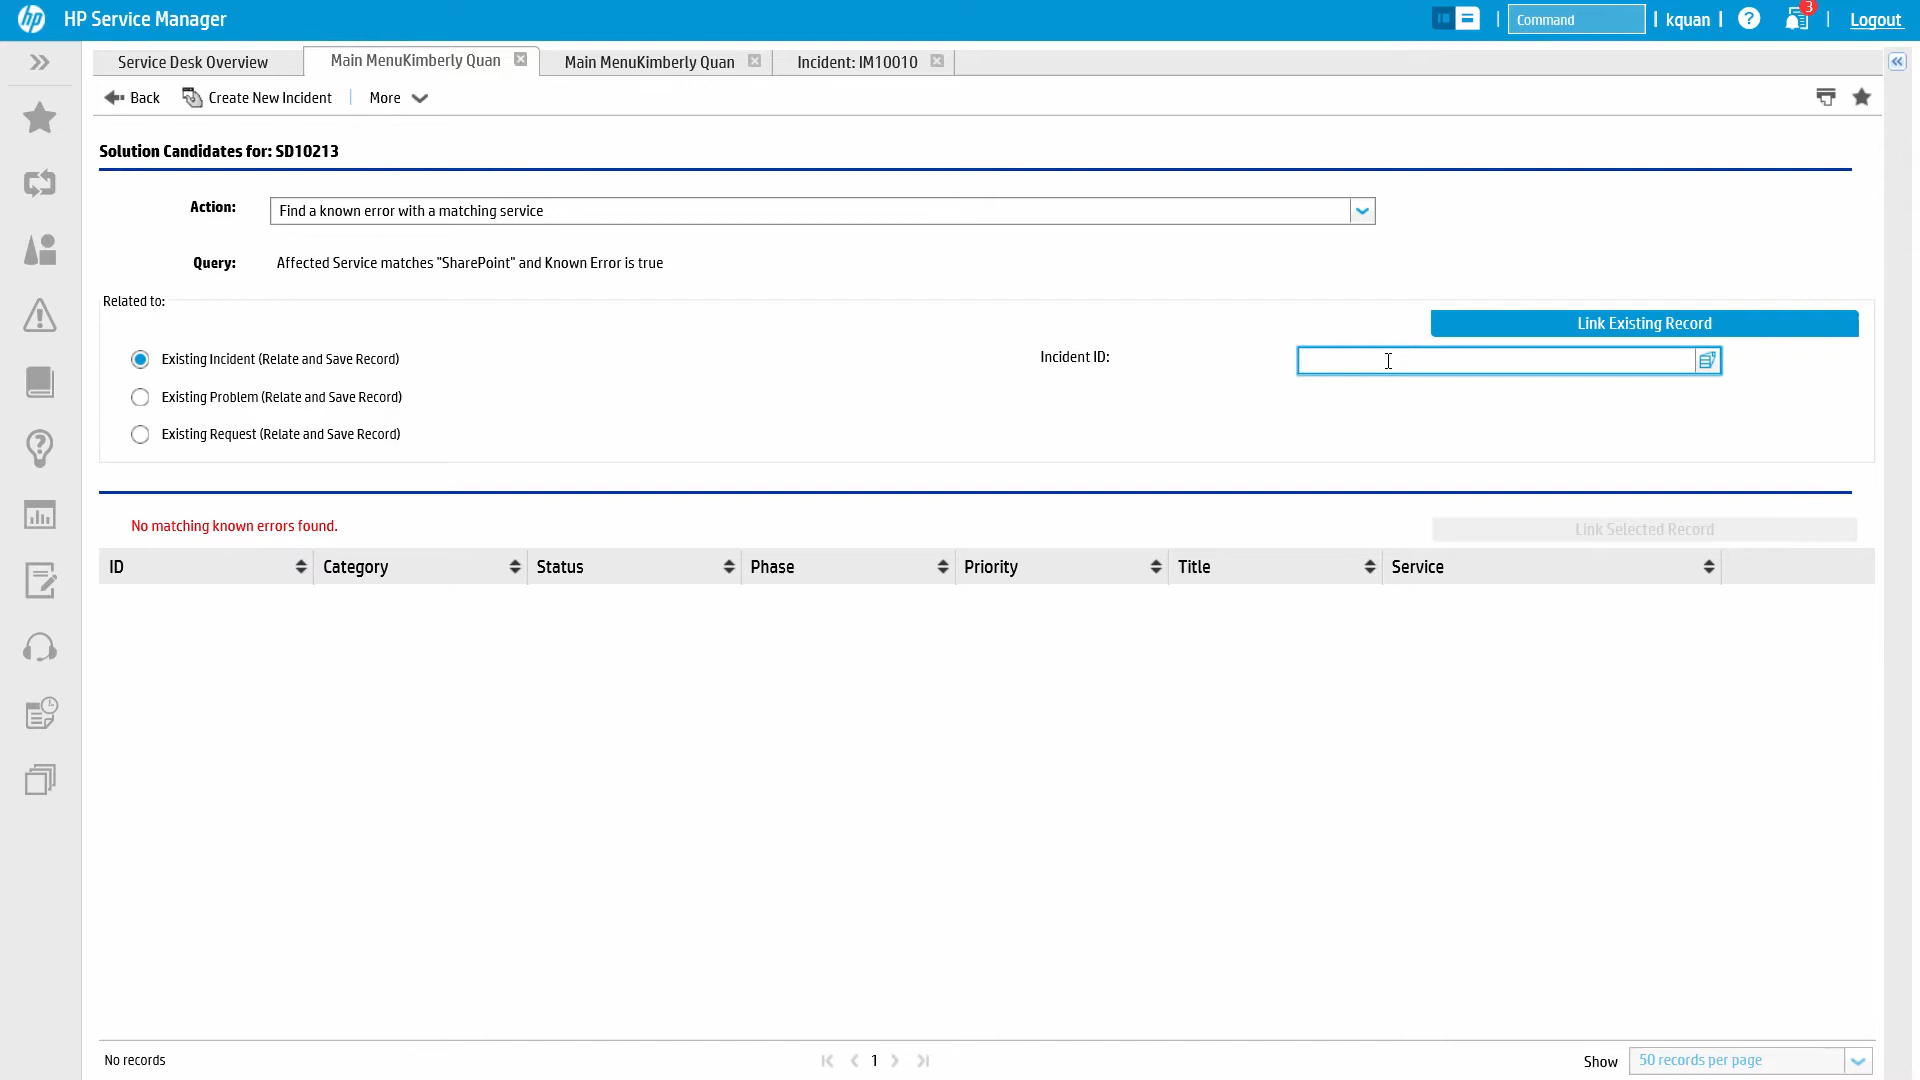 hp HP Service Manager Command kquan ? 3 Logout
Service Desk Overview Main MenuKimberly Quan Main MenuKimberly Quan Incident: IM10010
Back Create New Incident More
Solution Candidates for: SD10213
Action: Find a known error with a matching service
Query: Affected Service matches "SharePoint" and Known Error is true
Related to:
Link Existing Record
Existing Incident (Relate and Save Record) Incident ID:
Existing Problem (Relate and Save Record)
Existing Request (Relate and Save Record)
No matching known errors found. Link Selected Record
ID Category Status Phase Priority Title Service
No records 1 Show 50 records per page